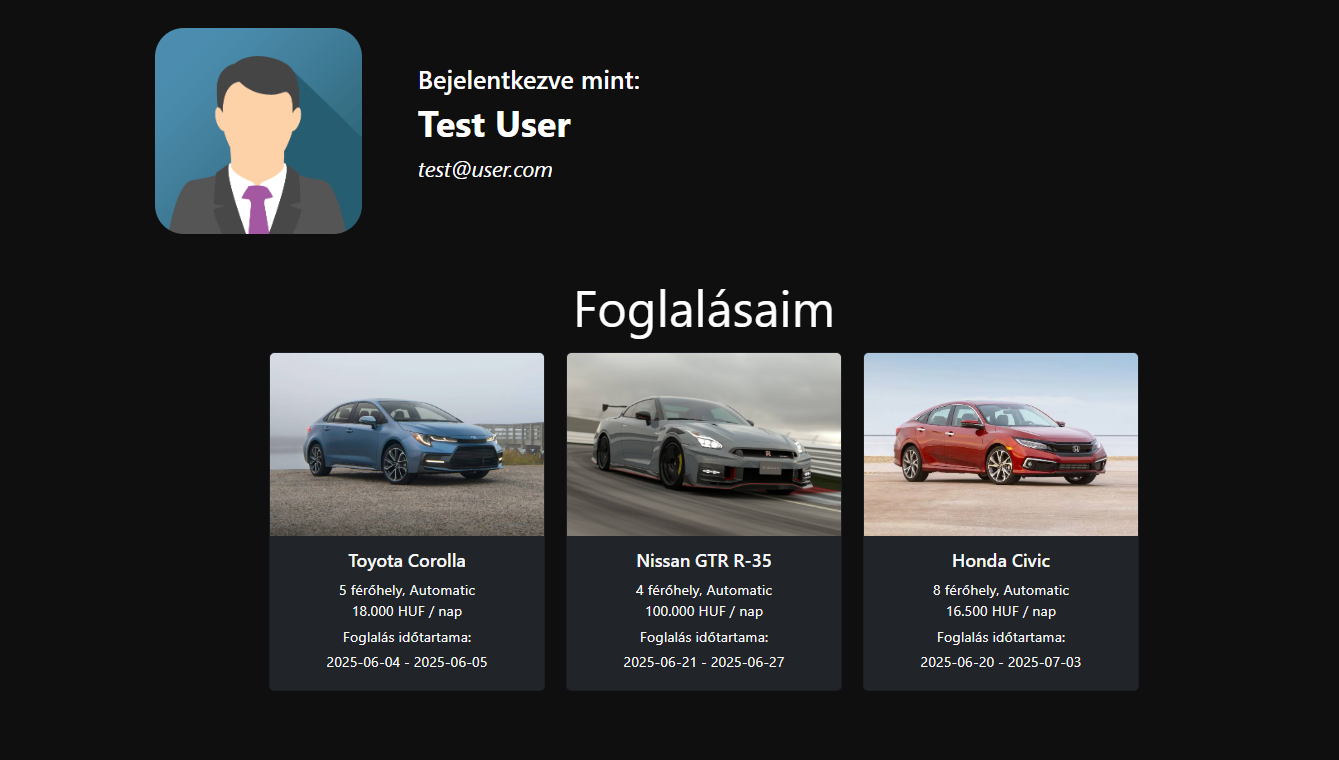 Bejelentkezve mint:
Test User
test@user.com
Foglalásaim
Toyota Corolla
5 férőhely, Automatic
18.000 HUF / nap
Foglalás időtartama:
2025-06-04 - 2025-06-05
Nissan GTR R-35
4 férőhely, Automatic
100.000 HUF / nap
Foglalás időtartama:
2025-06-21 - 2025-06-27
Honda Civic
8 férőhely, Automatic
16.500 HUF / nap
Foglalás időtartama:
2025-06-20 - 2025-07-03